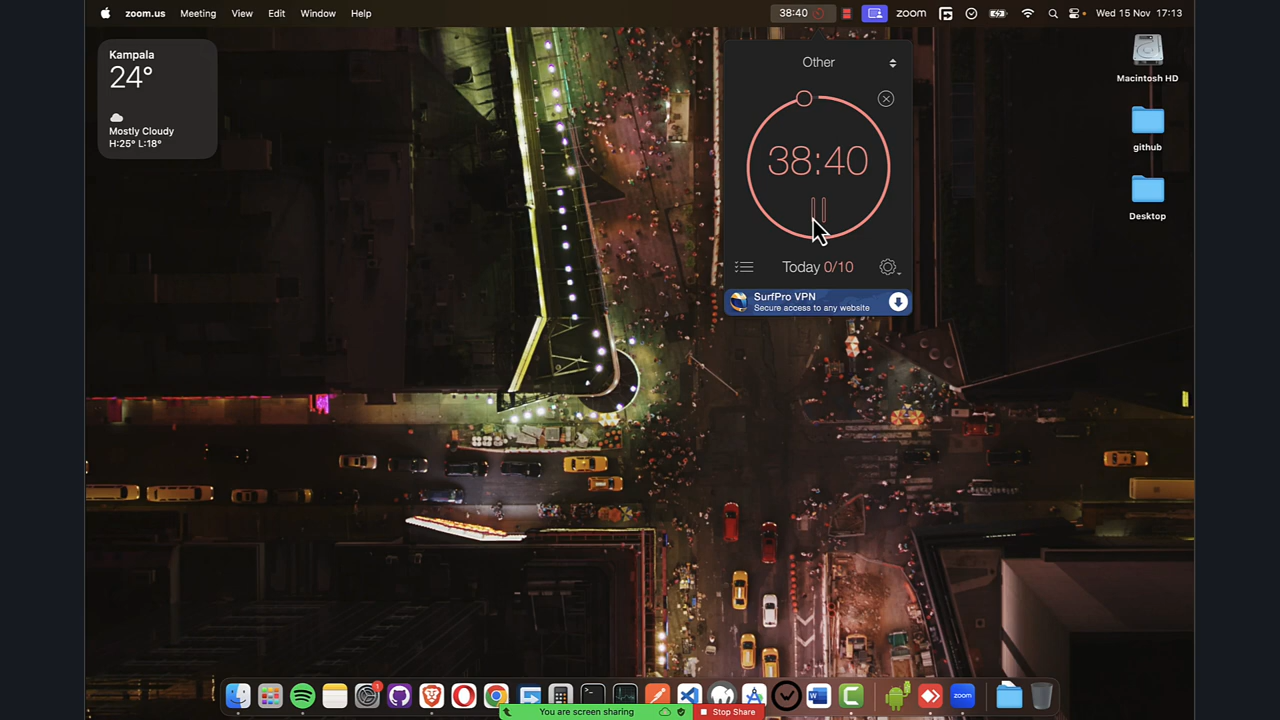 zoom.us Meeting View Edit Window Help 38:40 zoom Wed 15 Nov 17:13
Kampala
24°
Mostly Cloudy
H:25° L:18°
Other
38:40
Today 0/10
SurfPro VPN
Secure access to any website
Macintosh HD
github
Desktop
1
W
C
zoom
You are screen sharing Stop Share